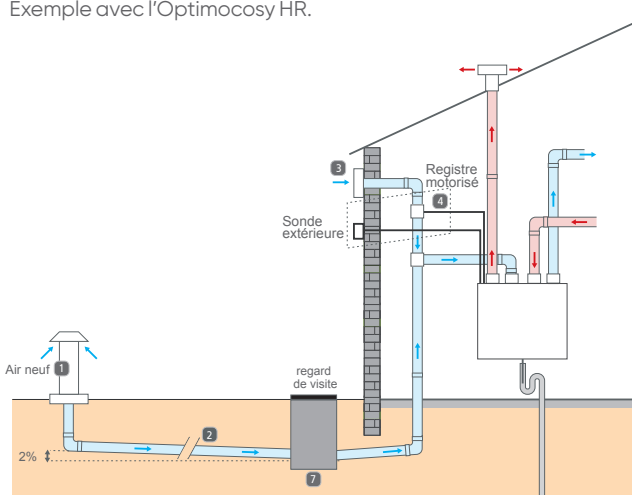 Exemple avec l'Optimocosy HR.
3
Registre
motorisé
4
Sonde
extérieure
Air neuf 1
regard
de visite
2
2%
7